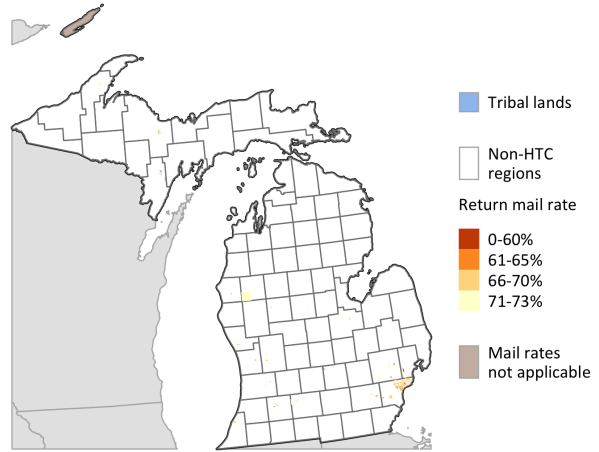 Tribal lands
Non-HTC
regions
Return mail rate
0-60%
61-65%
66-70%
71-73%
Mail rates
not applicable